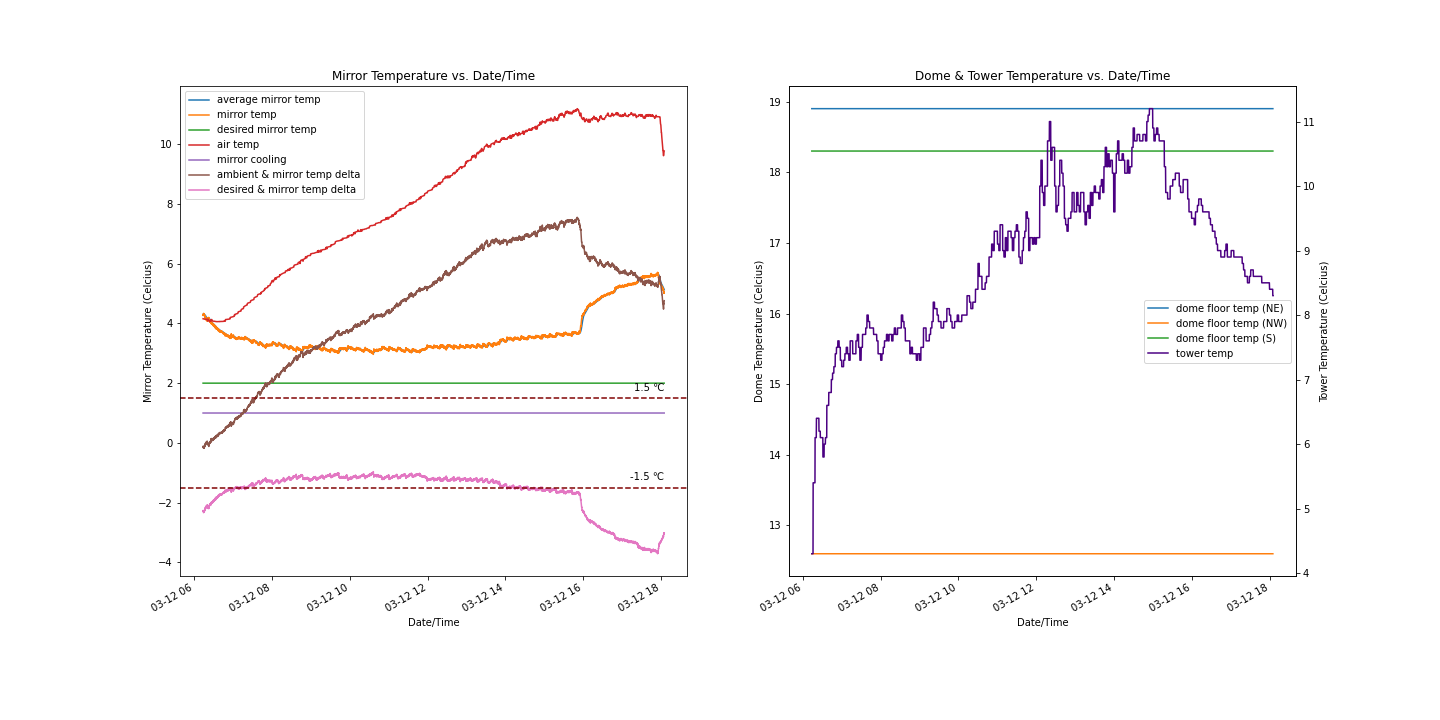 Mirror Temperature vs. Date/Time
average mirror temp
mirror temp
desired mirror temp
air temp
mirror cooling
ambient & mirror temp delta
desired & mirror temp delta
10
8
6
4
2
0
−2
−4
1.5 °C
-1.5 °C
Mirror Temperature (Celcius)
03-12 06
03-12 08
03-12 10
03-12 12
03-12 14
03-12 16
03-12 18
Date/Time
Dome & Tower Temperature vs. Date/Time
19
18
17
16
15
14
13
Dome Temperature (Celcius)
dome floor temp (NE)
dome floor temp (NW)
dome floor temp (S)
tower temp
11
10
9
8
7
6
5
4
Tower Temperature (Celcius)
03-12 06
03-12 08
03-12 10
03-12 12
03-12 14
03-12 16
03-12 18
Date/Time